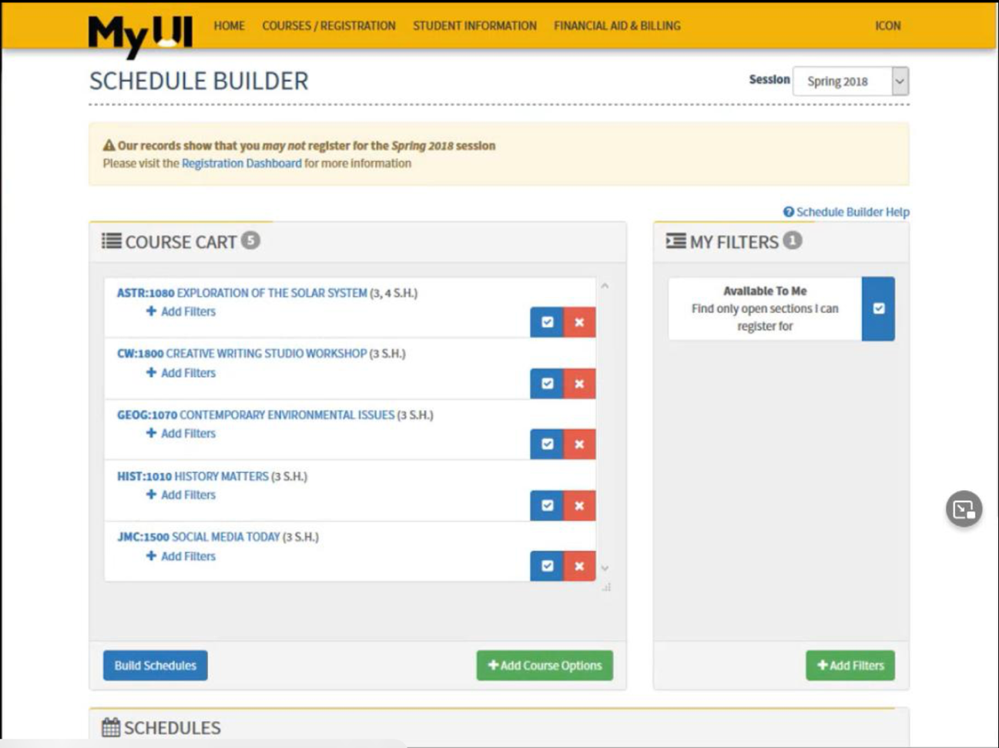 MyUI HOME COURSES / REGISTRATION STUDENT INFORMATION FINANCIAL AID & BILLING ICON
SCHEDULE BUILDER
Session Spring 2018
Our records show that you may not register for the Spring 2018 session
Please visit the Registration Dashboard for more information
Schedule Builder Help
COURSE CART 5
ASTR:1080 EXPLORATION OF THE SOLAR SYSTEM (3, 4 S.H.)
+ Add Filters
CW:1800 CREATIVE WRITING STUDIO WORKSHOP (3 S.H.)
+ Add Filters
GEOG:1070 CONTEMPORARY ENVIRONMENTAL ISSUES (3 S.H.)
+ Add Filters
HIST:1010 HISTORY MATTERS (3 S.H.)
+ Add Filters
JMC:1500 SOCIAL MEDIA TODAY (3 S.H.)
+ Add Filters
Build Schedules
+ Add Course Options
MY FILTERS 1
Available To Me
Find only open sections I can
register for
+ Add Filters
SCHEDULES